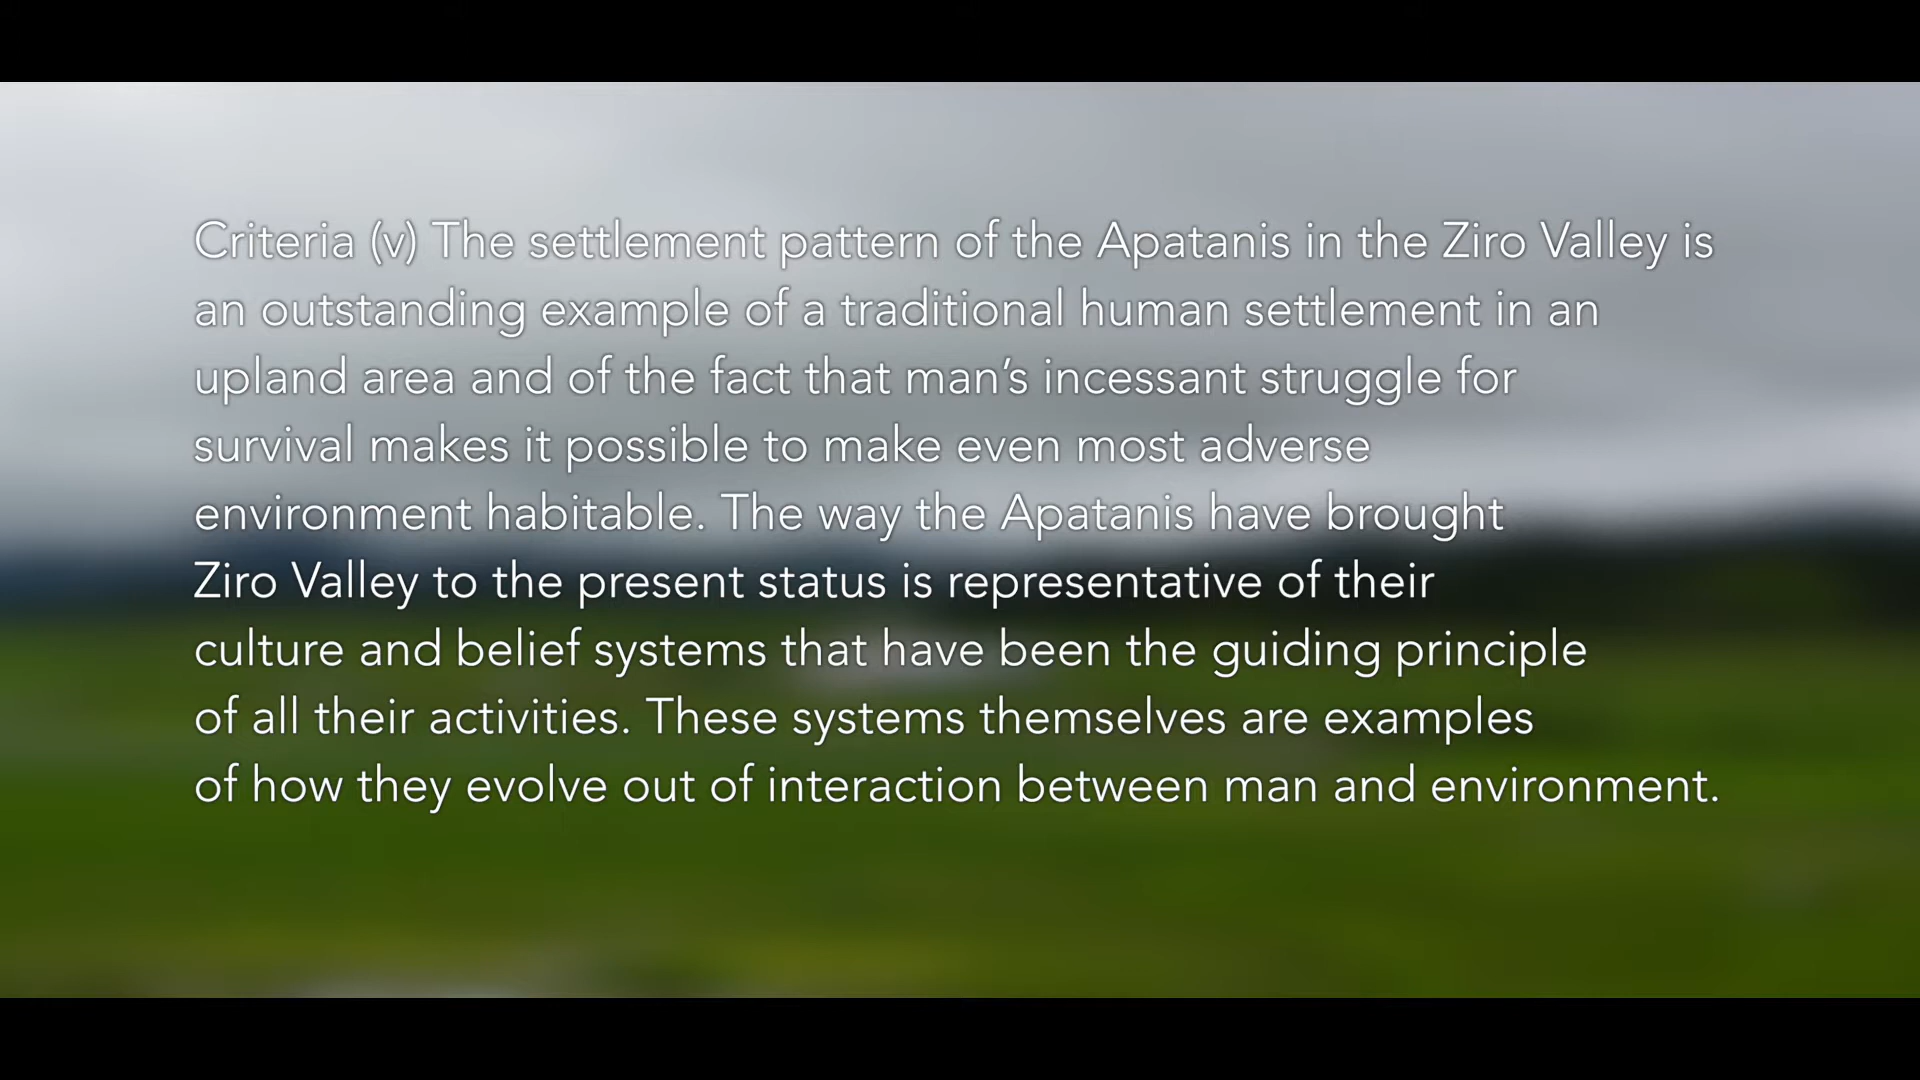 Criteria (v) The settlement pattern of the Apatanis in the Ziro Valley is
an outstanding example of a traditional human settlement in an
upland area and of the fact that man’s incessant struggle for
survival makes it possible to make even most adverse
environment habitable. The way the Apatanis have brought
Ziro Valley to the present status is representative of their
culture and belief systems that have been the guiding principle
of all their activities. These systems themselves are examples
of how they evolve out of interaction between man and environment.